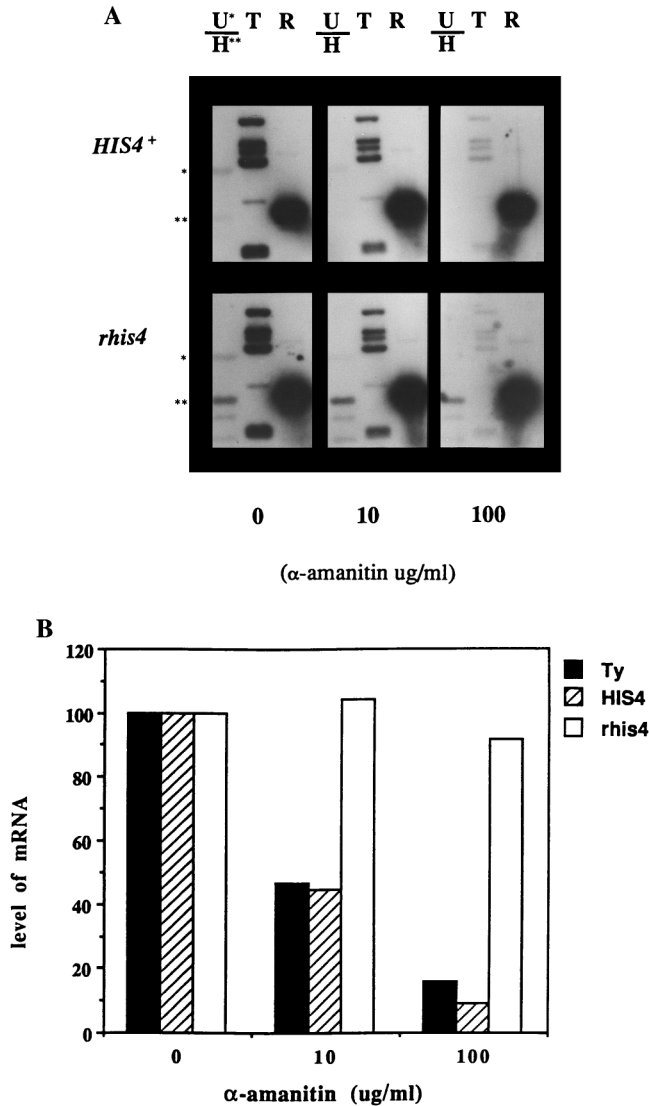 A
U* T R U T R U T R
H** H H
HIS4 +
*
**
rhis4
*
**
0 10 100
(α-amanitin ug/ml)
B
120
100
80
60
40
20
0
level of mRNA
Ty
HIS4
rhis4
0 10 100
α-amanitin (ug/ml)